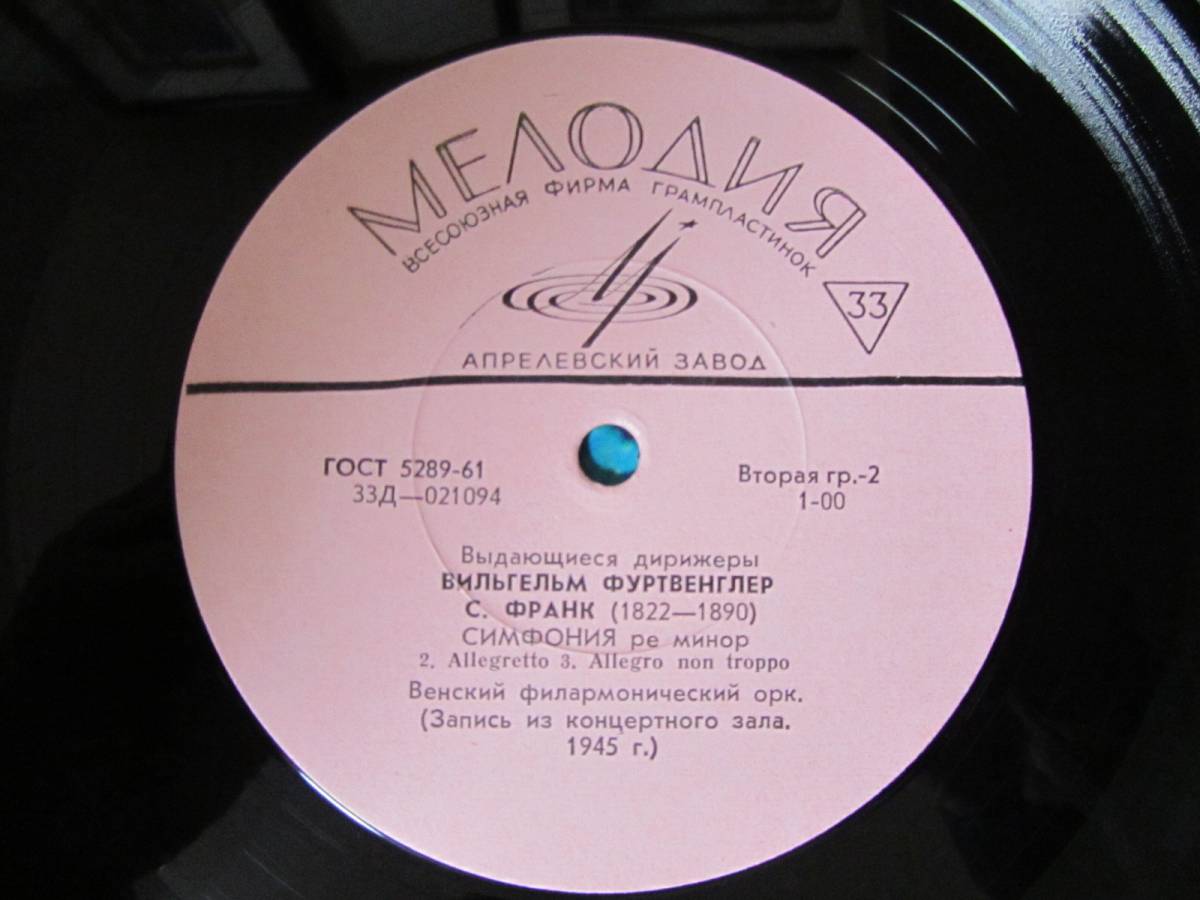 МЕЛОДИЯ
ВСЕСОЮЗНАЯ ФИРМА ГРАМПЛАСТИНОК
33
АПРЕЛЕВСКИЙ ЗАВОД
ГОСТ 5289-61
33Д—021094
Вторая гр.-2
1-00
Выдающиеся дирижеры
ВИЛЬГЕЛЬМ ФУРТВЕНГЛЕР
С. ФРАНК (1822—1890)
СИМФОНИЯ ре минор
2. Allegretto 3. Allegro non troppo
Венский филармонический орк.
(Запись из концертного зала.
1945 г.)